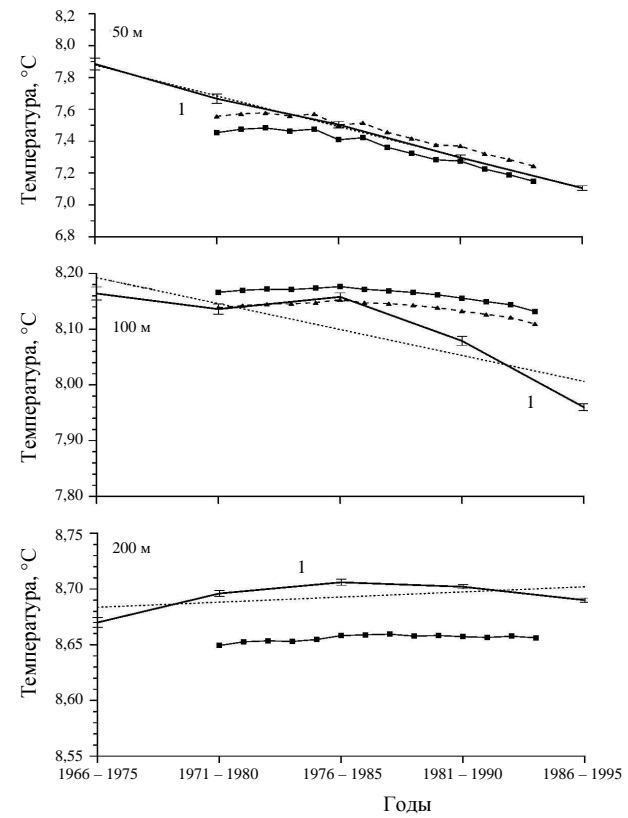 8,2
50 м
8,0
7,8
7,6
1
7,4
7,2
7,0
6,8
Температура, °C
8,20
100 м
8,10
8,00
1
7,90
7,80
Температура, °C
8,75
200 м
1
8,70
8,65
8,60
8,55
Температура, °C
1966 – 1975 1971 – 1980 1976 – 1985 1981 – 1990 1986 – 1995
Годы